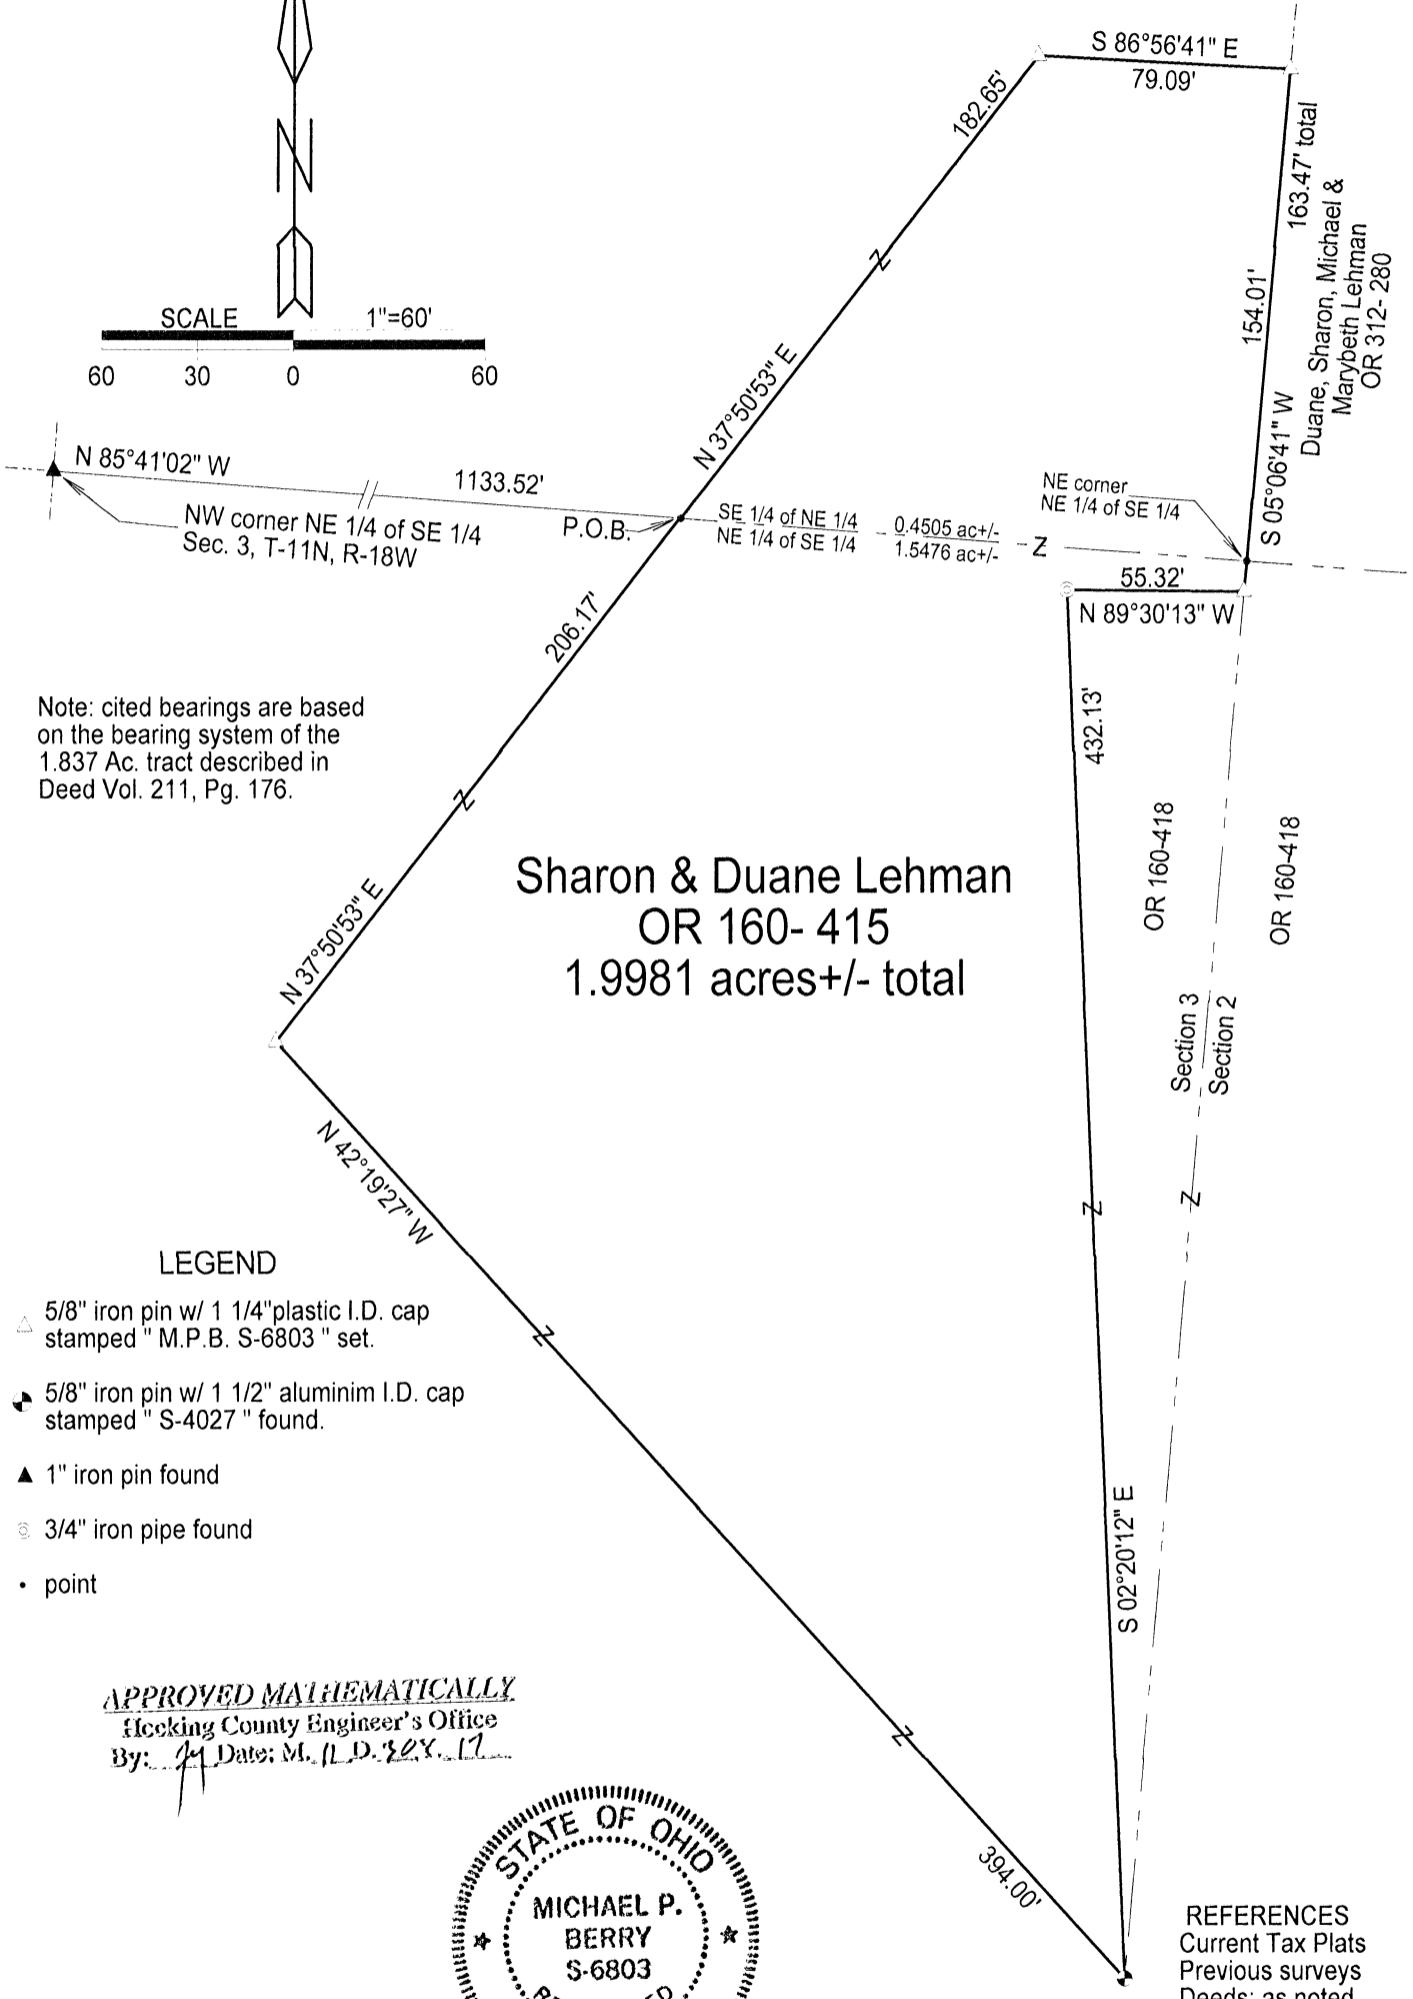 S 86°56'41" E
79.09'
182.65'
163.47' total
154.01'
S 05°06'41" W
Duane, Sharon, Michael &
Marybeth Lehman
OR 312- 280
N
SCALE 1"=60'
60 30 0 60
N 37°50'53" E
N 85°41'02" W
1133.52'
NW corner NE 1/4 of SE 1/4
Sec. 3, T-11N, R-18W
P.O.B.
SE 1/4 of NE 1/4 0.4505 ac+/-
NE 1/4 of SE 1/4 1.5476 ac+/-
Z
NE corner
NE 1/4 of SE 1/4
55.32'
N 89°30'13" W
206.17'
432.13'
Note: cited bearings are based
on the bearing system of the
1.837 Ac. tract described in
Deed Vol. 211, Pg. 176.
N 37°50'53" E
Sharon & Duane Lehman
OR 160- 415
1.9981 acres+/- total
OR 160-418
OR 160-418
Section 3
Section 2
N 42°19'27" W
S 02°20'12" E
394.00'
LEGEND
5/8" iron pin w/ 1 1/4"plastic I.D. cap
stamped " M.P.B. S-6803 " set.
5/8" iron pin w/ 1 1/2" aluminim I.D. cap
stamped " S-4027 " found.
1" iron pin found
3/4" iron pipe found
point
APPROVED MATHEMATICALLY
Hocking County Engineer's Office
By: Date: M. 11 D. 30 Y. 17
STATE OF OHIO
MICHAEL P.
BERRY
S-6803
REFERENCES
Current Tax Plats
Previous surveys
Deeds: as noted